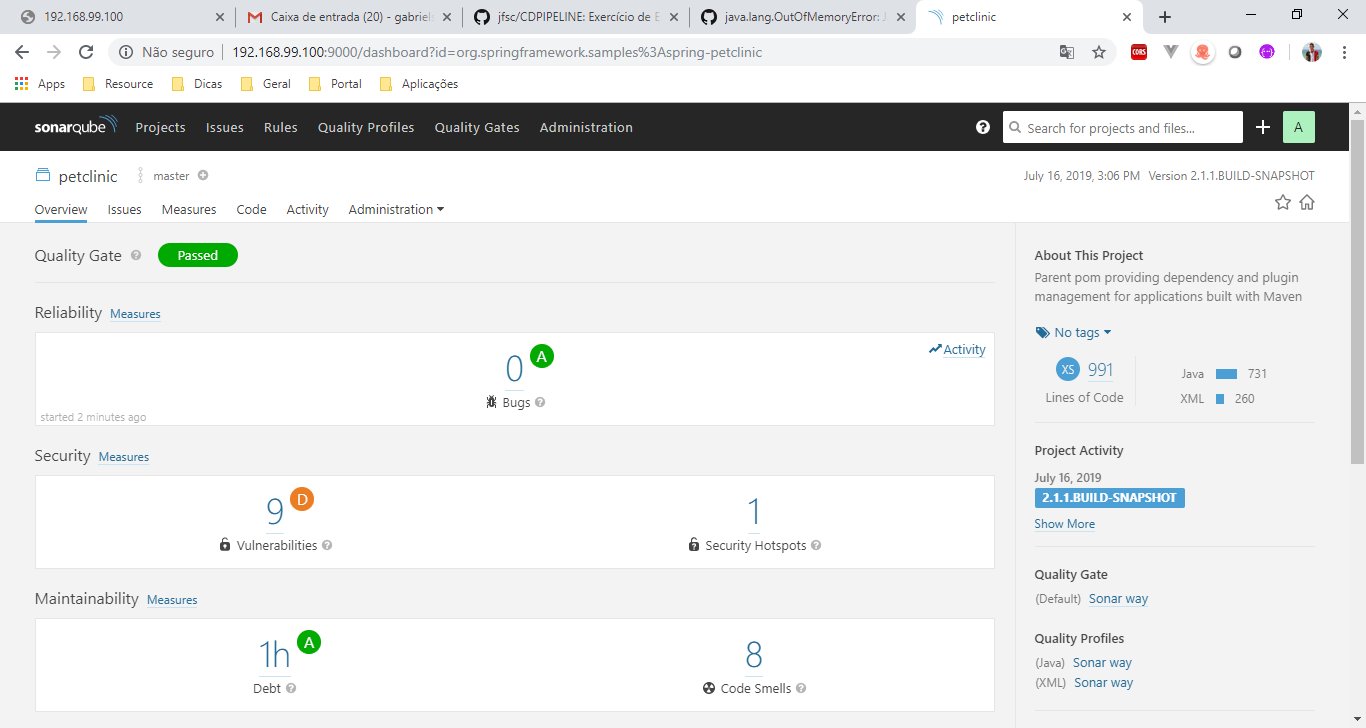 192.168.99.100
Caixa de entrada (20) - gabriels
jfsc/CDPIPELINE: Exercício de E
java.lang.OutOfMemoryError: J
petclinic
Não seguro
192.168.99.100:9000/dashboard?id=org.springframework.samples%3Aspring-petclinic
CORS
Apps
Resource
Dicas
Geral
Portal
Aplicações
sonarqube
Projects
Issues
Rules
Quality Profiles
Quality Gates
Administration
Search for projects and files...
A
petclinic
master
July 16, 2019, 3:06 PM Version 2.1.1.BUILD-SNAPSHOT
Overview
Issues
Measures
Code
Activity
Administration
Quality Gate
Passed
Reliability Measures
0 A
Bugs
Activity
started 2 minutes ago
Security Measures
9 D
Vulnerabilities
1
Security Hotspots
Maintainability Measures
1h A
Debt
8
Code Smells
About This Project
Parent pom providing dependency and plugin
management for applications built with Maven
No tags
XS 991
Lines of Code
Java 731
XML 260
Project Activity
July 16, 2019
2.1.1.BUILD-SNAPSHOT
Show More
Quality Gate
(Default) Sonar way
Quality Profiles
(Java) Sonar way
(XML) Sonar way